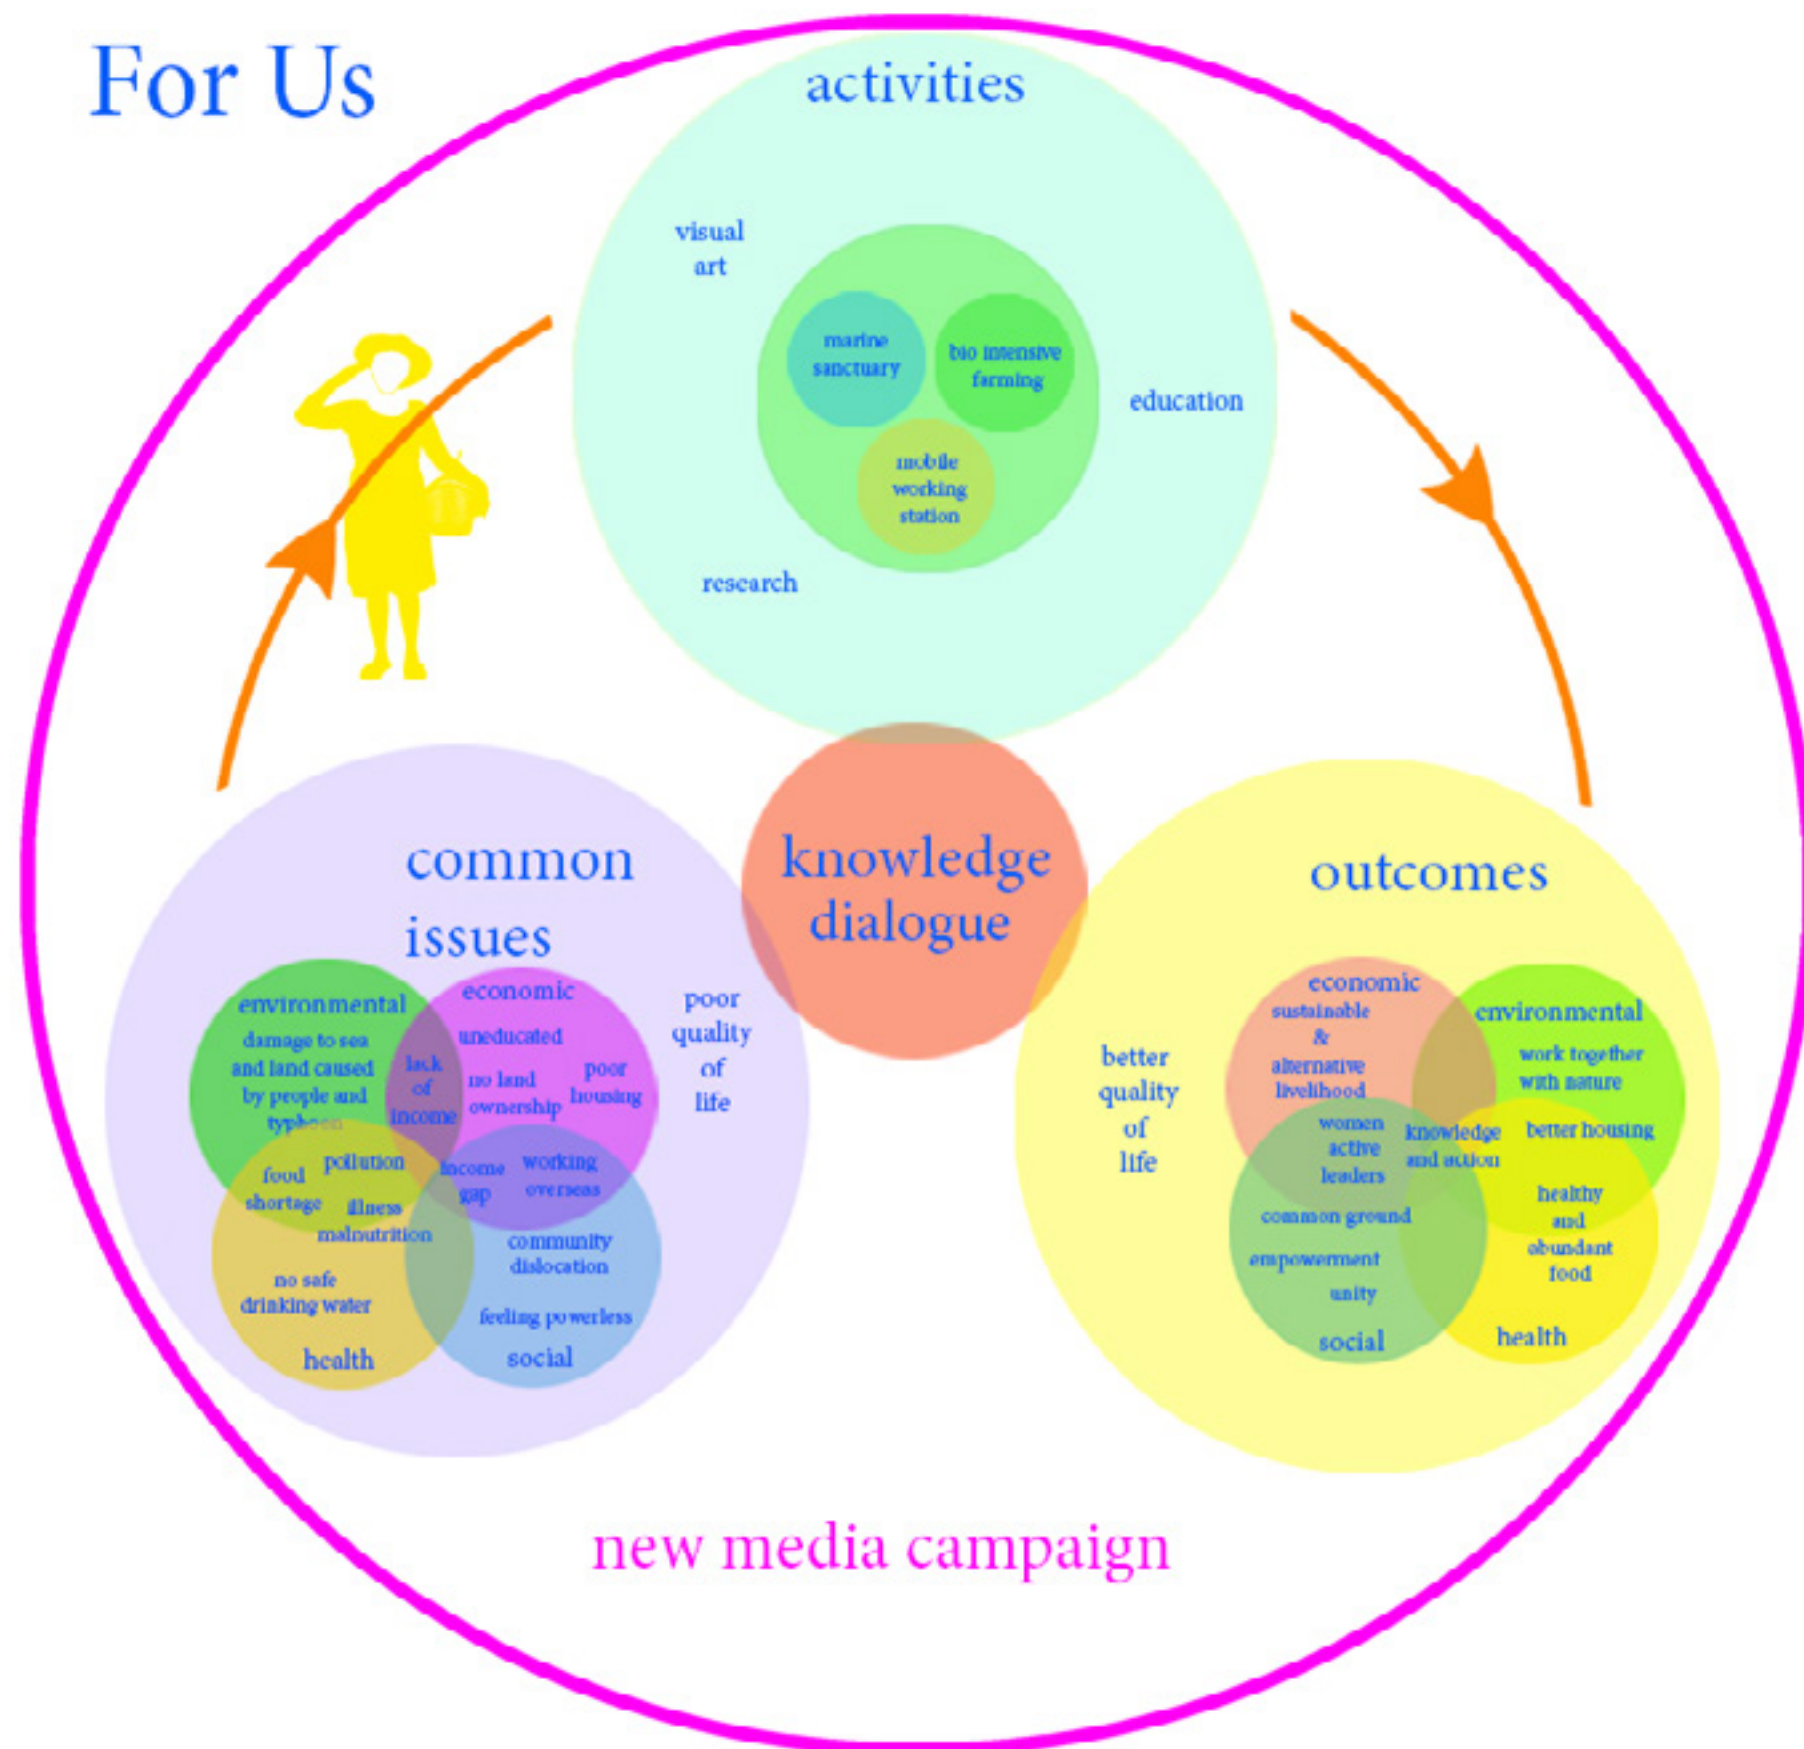 For Us
activities
visual
art
marine
sanctuary
bio intensive
farming
mobile
working
station
education
research
knowledge
dialogue
common
issues
environmental
damage to sea
and land caused
by people and
typhoon
lack
of
income
economic
uneducated
no land
ownership
poor
housing
poor
quality
of
life
food
shortage
pollution
illness
malnutrition
income
gap
working
overseas
no safe
drinking water
health
community
dislocation
feeling powerless
social
outcomes
better
quality
of
life
economic
sustainable
&
alternative
livelihood
environmental
work together
with nature
better housing
women
active
leaders
knowledge
and action
healthy
and
abundant
food
common ground
empowerment
unity
social
health
new media campaign